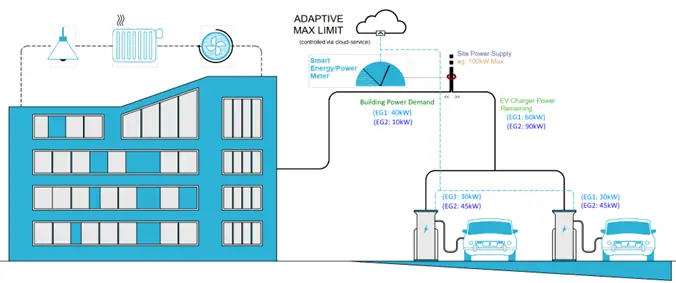 ADAPTIVE
MAX LIMIT
(controlled via cloud-service)
Smart
Energy/Power
Meter
Site Power Supply
eg. 100kW Max
<< >>
Building Power Demand
(EG1: 40kW)
(EG2: 10kW)
EV Charger Power
Remaining
(EG1: 60kW)
(EG2: 90kW)
(EG1: 30kW)
(EG2: 45kW)
(EG1: 30kW)
(EG2: 45kW)